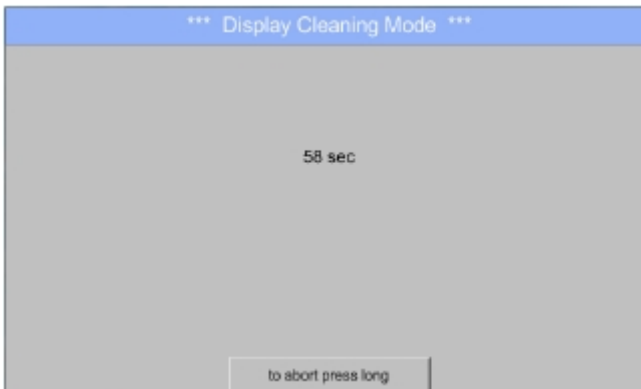 *** Display Cleaning Mode ***
58 sec
to abort press long